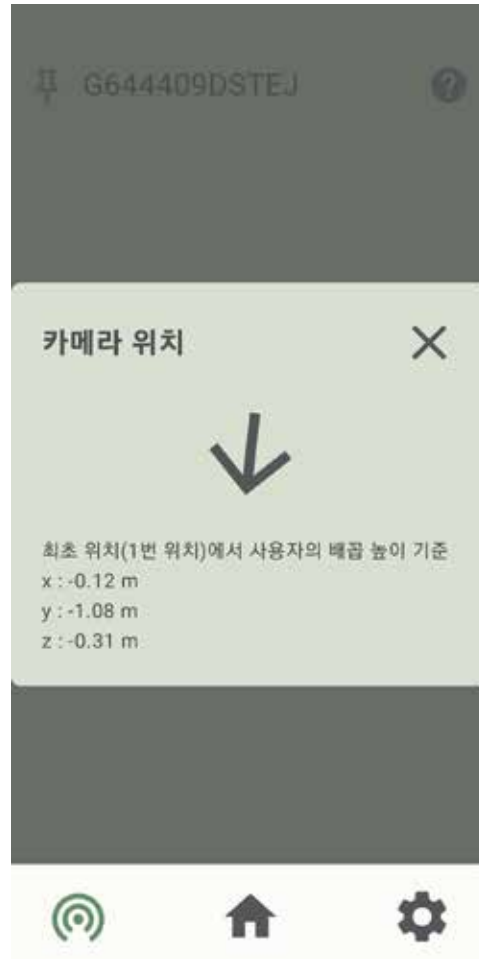 G644409DSTEJ
카메라 위치
최초 위치(1번 위치)에서 사용자의 배꼽 높이 기준
x : -0.12 m
y : -1.08 m
z : -0.31 m